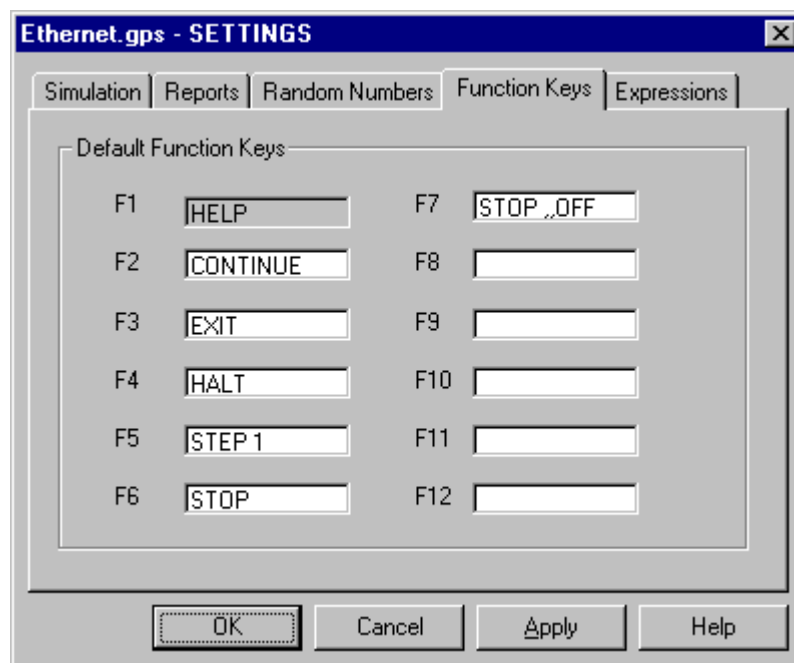 Ethernet.gps - SETTINGS
Simulation Reports Random Numbers Function Keys Expressions
Default Function Keys
F1 HELP F7 STOP ,,OFF
F2 CONTINUE F8
F3 EXIT F9
F4 HALT F10
F5 STEP 1 F11
F6 STOP F12
OK Cancel Apply Help